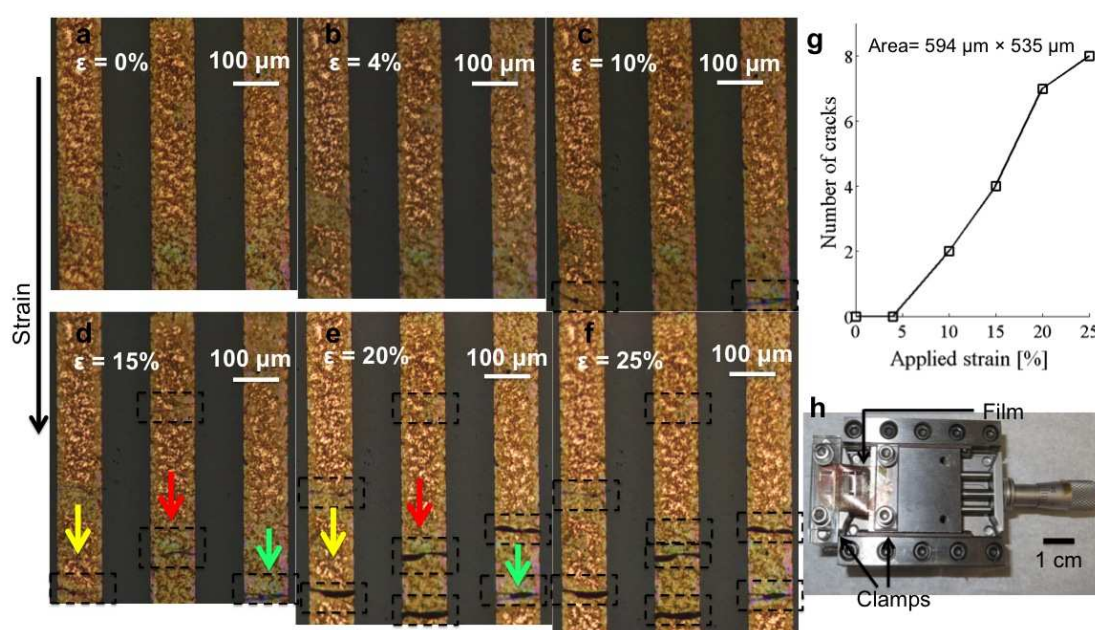 a
ε = 0%
100 µm
b
ε = 4%
100 µm
c
ε = 10%
100 µm
Strain
d
ε = 15%
100 µm
e
ε = 20%
100 µm
f
ε = 25%
100 µm
g
Area= 594 µm × 535 µm
Number of cracks
8
6
4
2
0
5
10
15
20
25
Applied strain [%]
h
Film
1 cm
Clamps